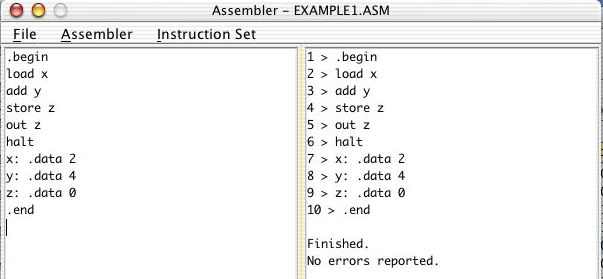 Assembler - EXAMPLE1.ASM
File Assembler Instruction Set
.begin
load x
add y
store z
out z
halt
x: .data 2
y: .data 4
z: .data 0
.end
1 > .begin
2 > load x
3 > add y
4 > store z
5 > out z
6 > halt
7 > x: .data 2
8 > y: .data 4
9 > z: .data 0
10 > .end
Finished.
No errors reported.